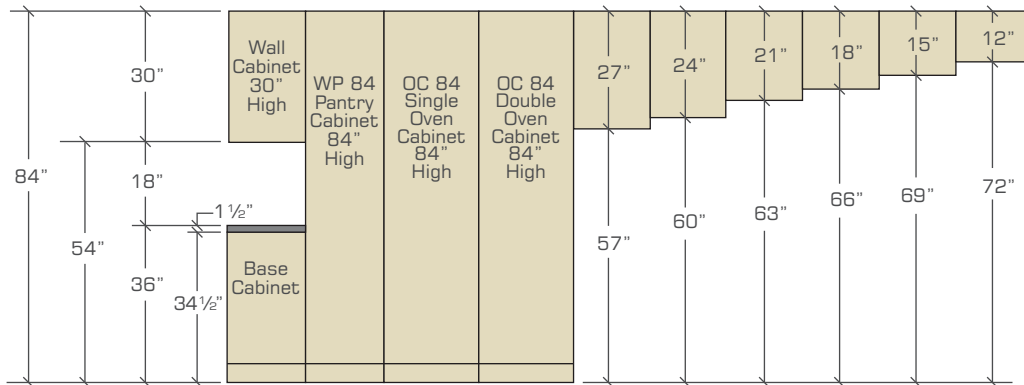 84”
30”
18”
54”
36”
1 ½”
34½”
Wall
Cabinet
30”
High
Base
Cabinet
WP 84
Pantry
Cabinet
84”
High
OC 84
Single
Oven
Cabinet
84”
High
OC 84
Double
Oven
Cabinet
84”
High
27”
57”
24”
60”
21”
63”
18”
66”
15”
69”
12”
72”